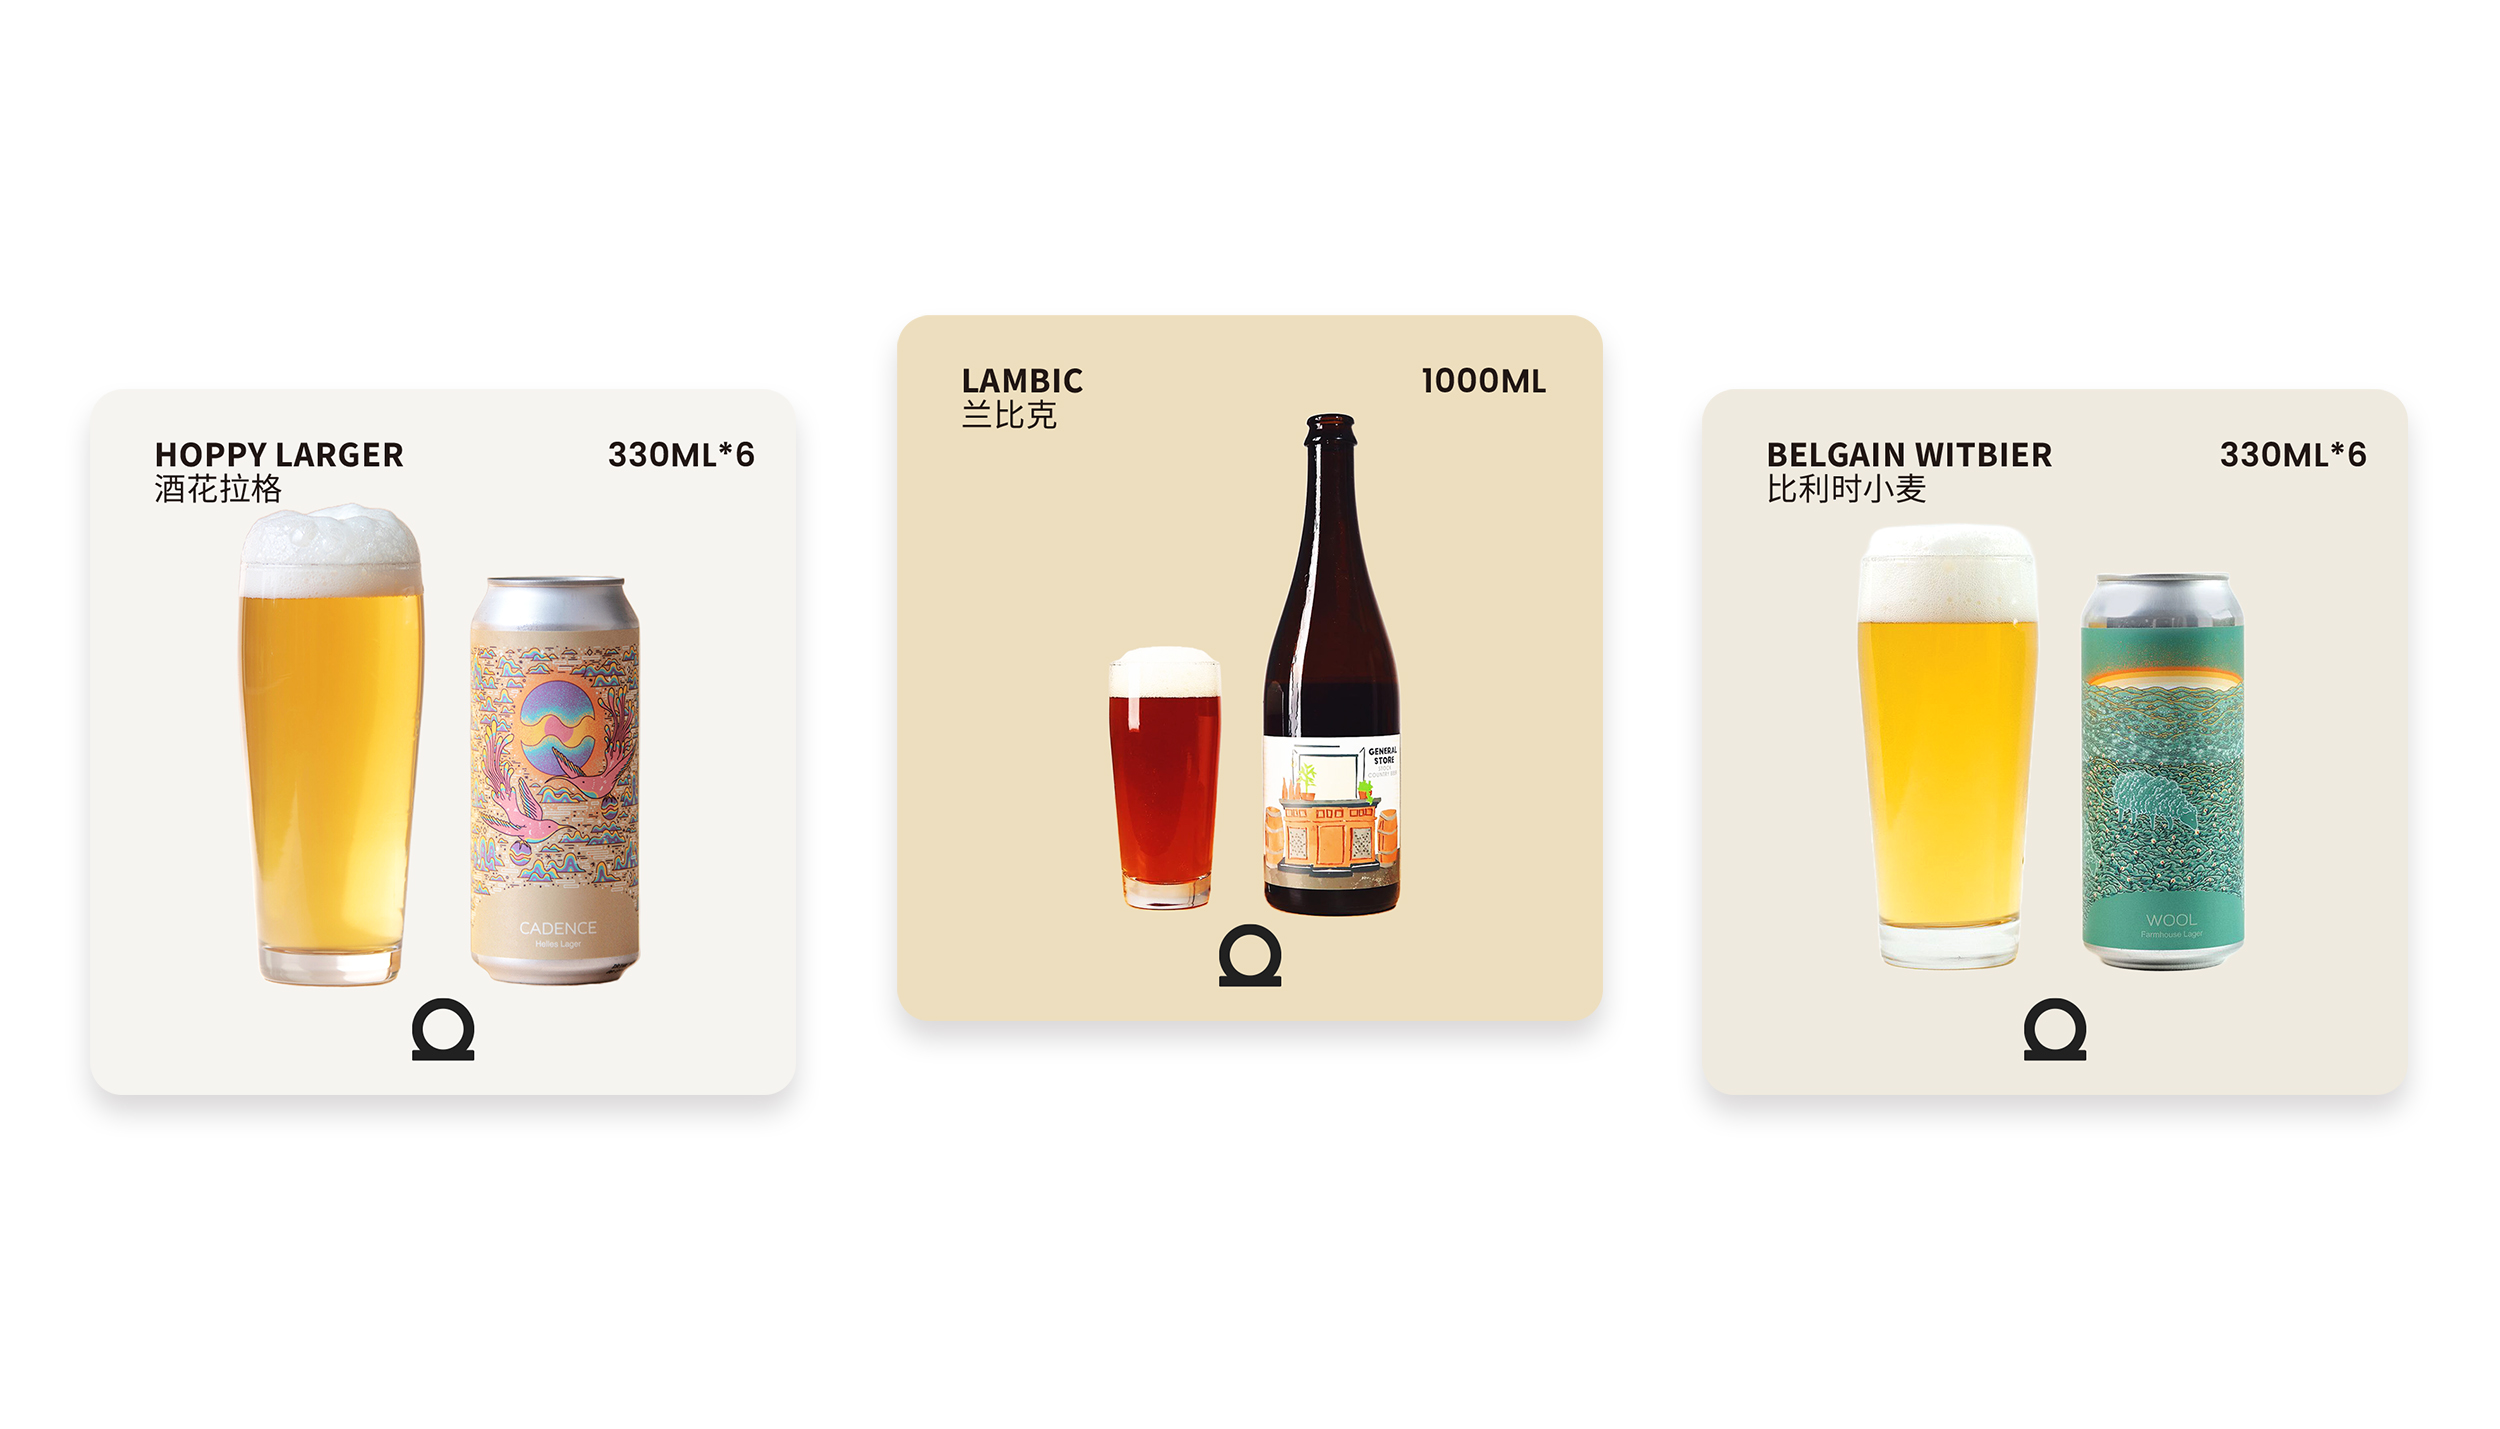 HOPPY LARGER
330ML*6
酒花拉格
CADENCE
Helles Lager
LAMBIC
1000ML
兰比克
GENERAL
STORE
BELGAIN WITBIER
330ML*6
比利时小麦
WOOL
Farmhouse Lager